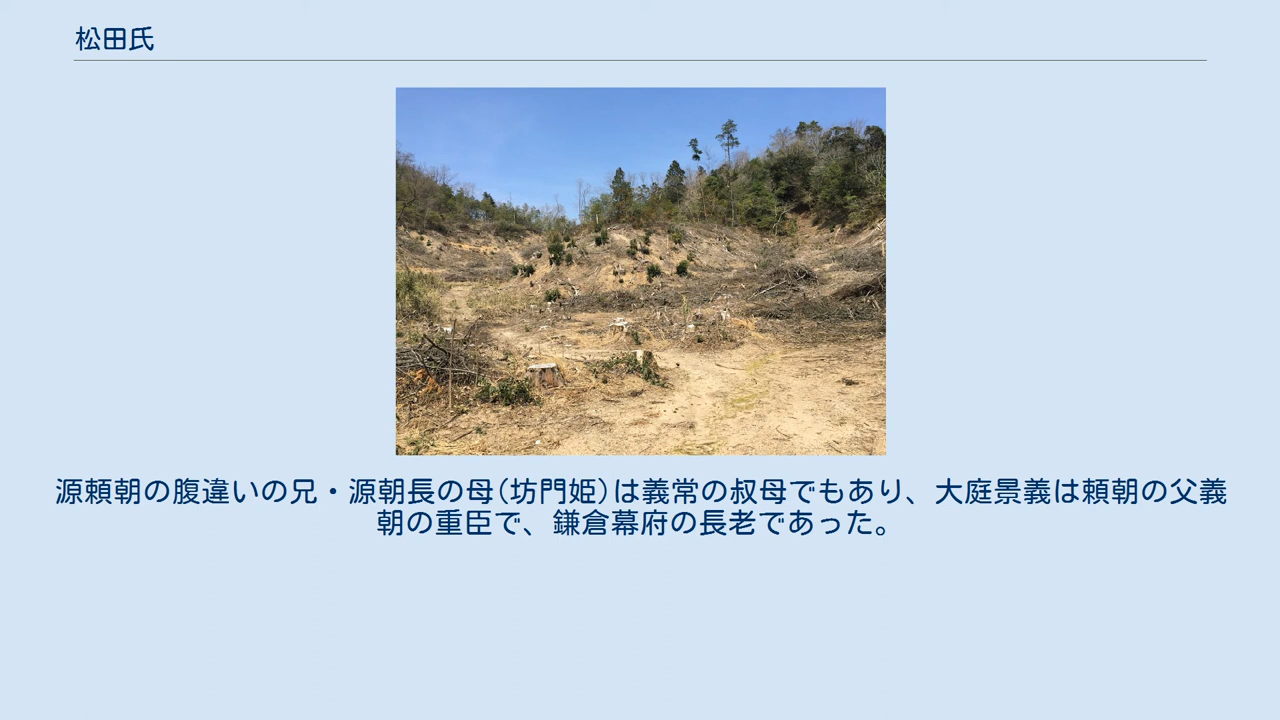 松田氏
源頼朝の腹違いの兄・源朝長の母(坊門姫)は義常の叔母でもあり、大庭景義は頼朝の父義
朝の重臣で、鎌倉幕府の長老であった。